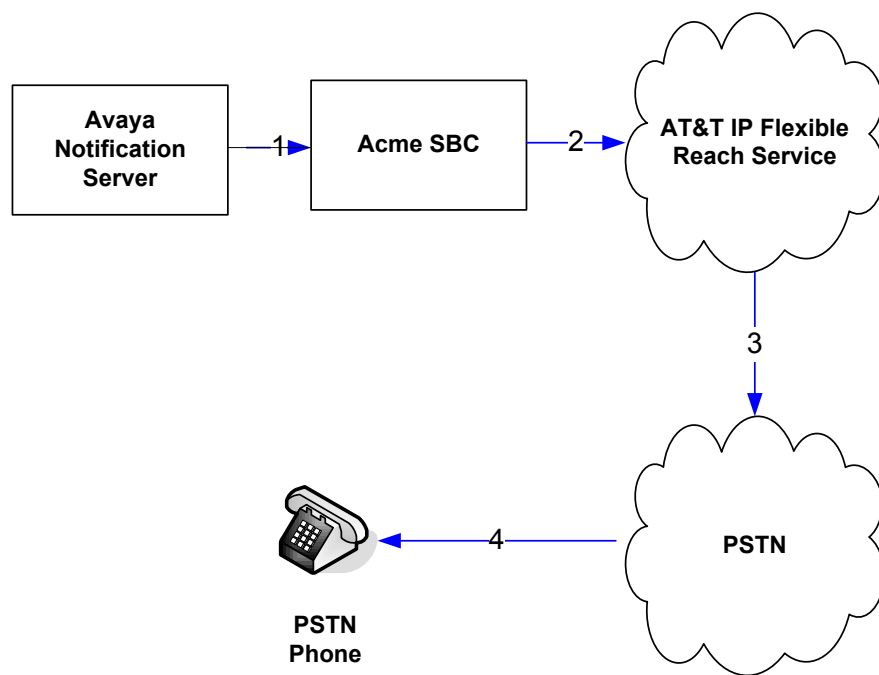 Avaya
Notification
Server
1
Acme SBC
2
AT&T IP Flexible
Reach Service
3
PSTN
4
PSTN
Phone